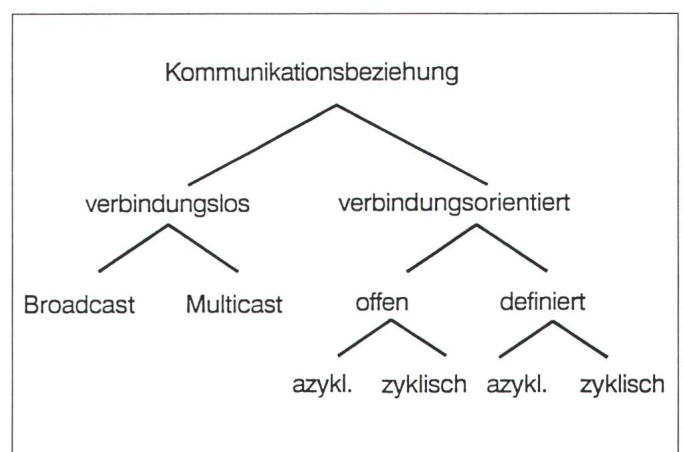 Kommunikationsbeziehung
verbindungslos verbindungsorientiert
Broadcast Multicast offen definiert
azykl. zyklisch azykl. zyklisch